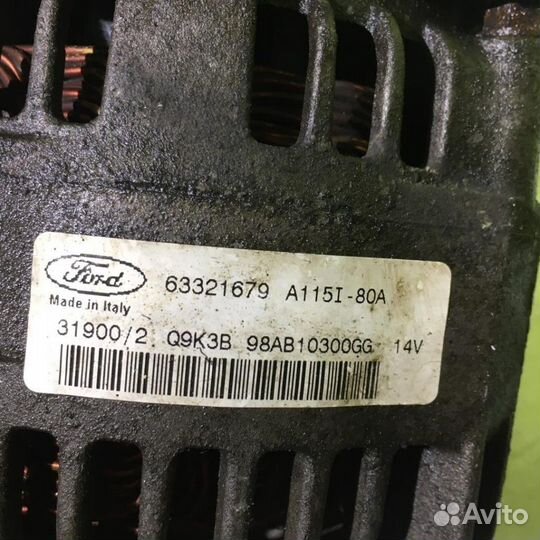 Ford 63321679 A115I-80A
Made in Italy
31900/2 Q9K3B 98AB10300GG 14V
Avito